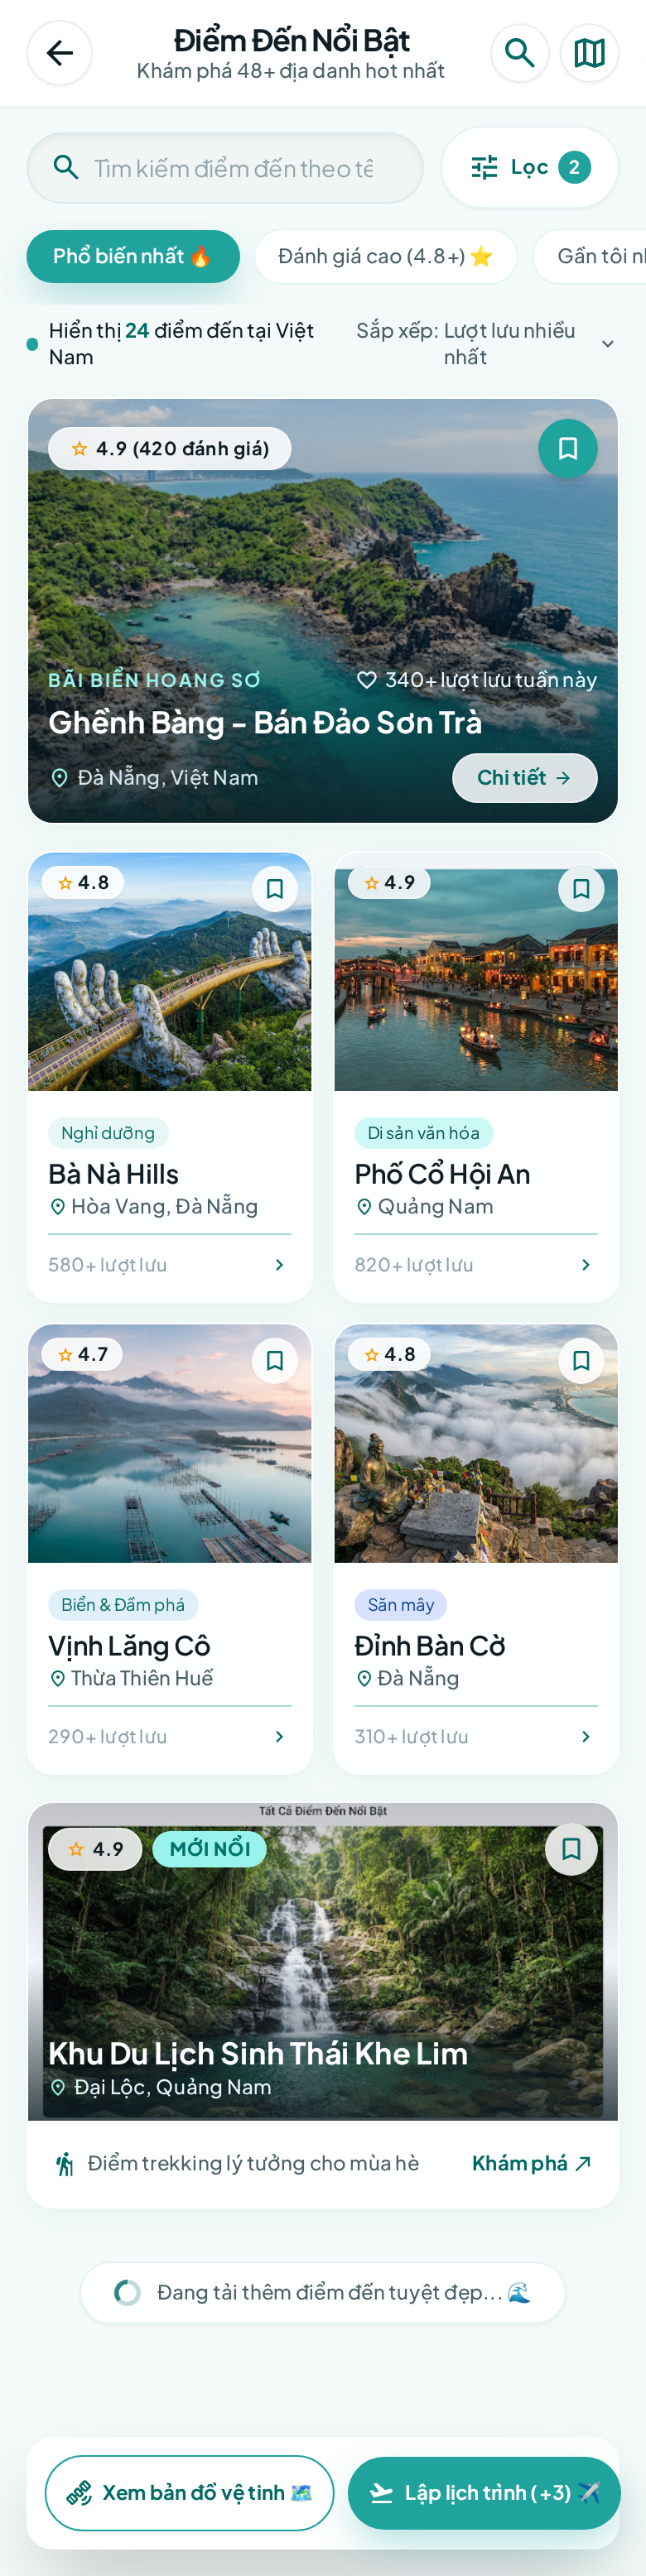 Điểm Đến Nổi Bật
Khám phá 48+ địa danh hot nhất
Tìm kiếm điểm đến theo tê
Lọc 2
Phổ biến nhất 🔥
Đánh giá cao (4.8+) ⭐
Gần tôi
Hiển thị 24 điểm đến tại Việt
Nam
Sắp xếp: Lượt lưu nhiều
nhất
4.9 (420 đánh giá)
BÃI BIỂN HOANG SƠ
340+ lượt lưu tuần này
Ghềnh Bàng – Bán Đảo Sơn Trà
Đà Nẵng, Việt Nam
Chi tiết →
4.8
Nghỉ dưỡng
Bà Nà Hills
Hòa Vang, Đà Nẵng
580+ lượt lưu
4.9
Di sản văn hóa
Phố Cổ Hội An
Quảng Nam
820+ lượt lưu
4.7
Biển & Đầm phá
Vịnh Lăng Cô
Thừa Thiên Huế
290+ lượt lưu
4.8
Săn mây
Đỉnh Bàn Cờ
Đà Nẵng
310+ lượt lưu
Tất Cả Điểm Đến Nổi Bật
4.9
MỚI NỔI
Khu Du Lịch Sinh Thái Khe Lim
Đại Lộc, Quảng Nam
Điểm trekking lý tưởng cho mùa hè
Khám phá ↗
Đang tải thêm điểm đến tuyệt đẹp... 🌊
Xem bản đồ vệ tinh 🗺️
Lập lịch trình (+3) ✈️